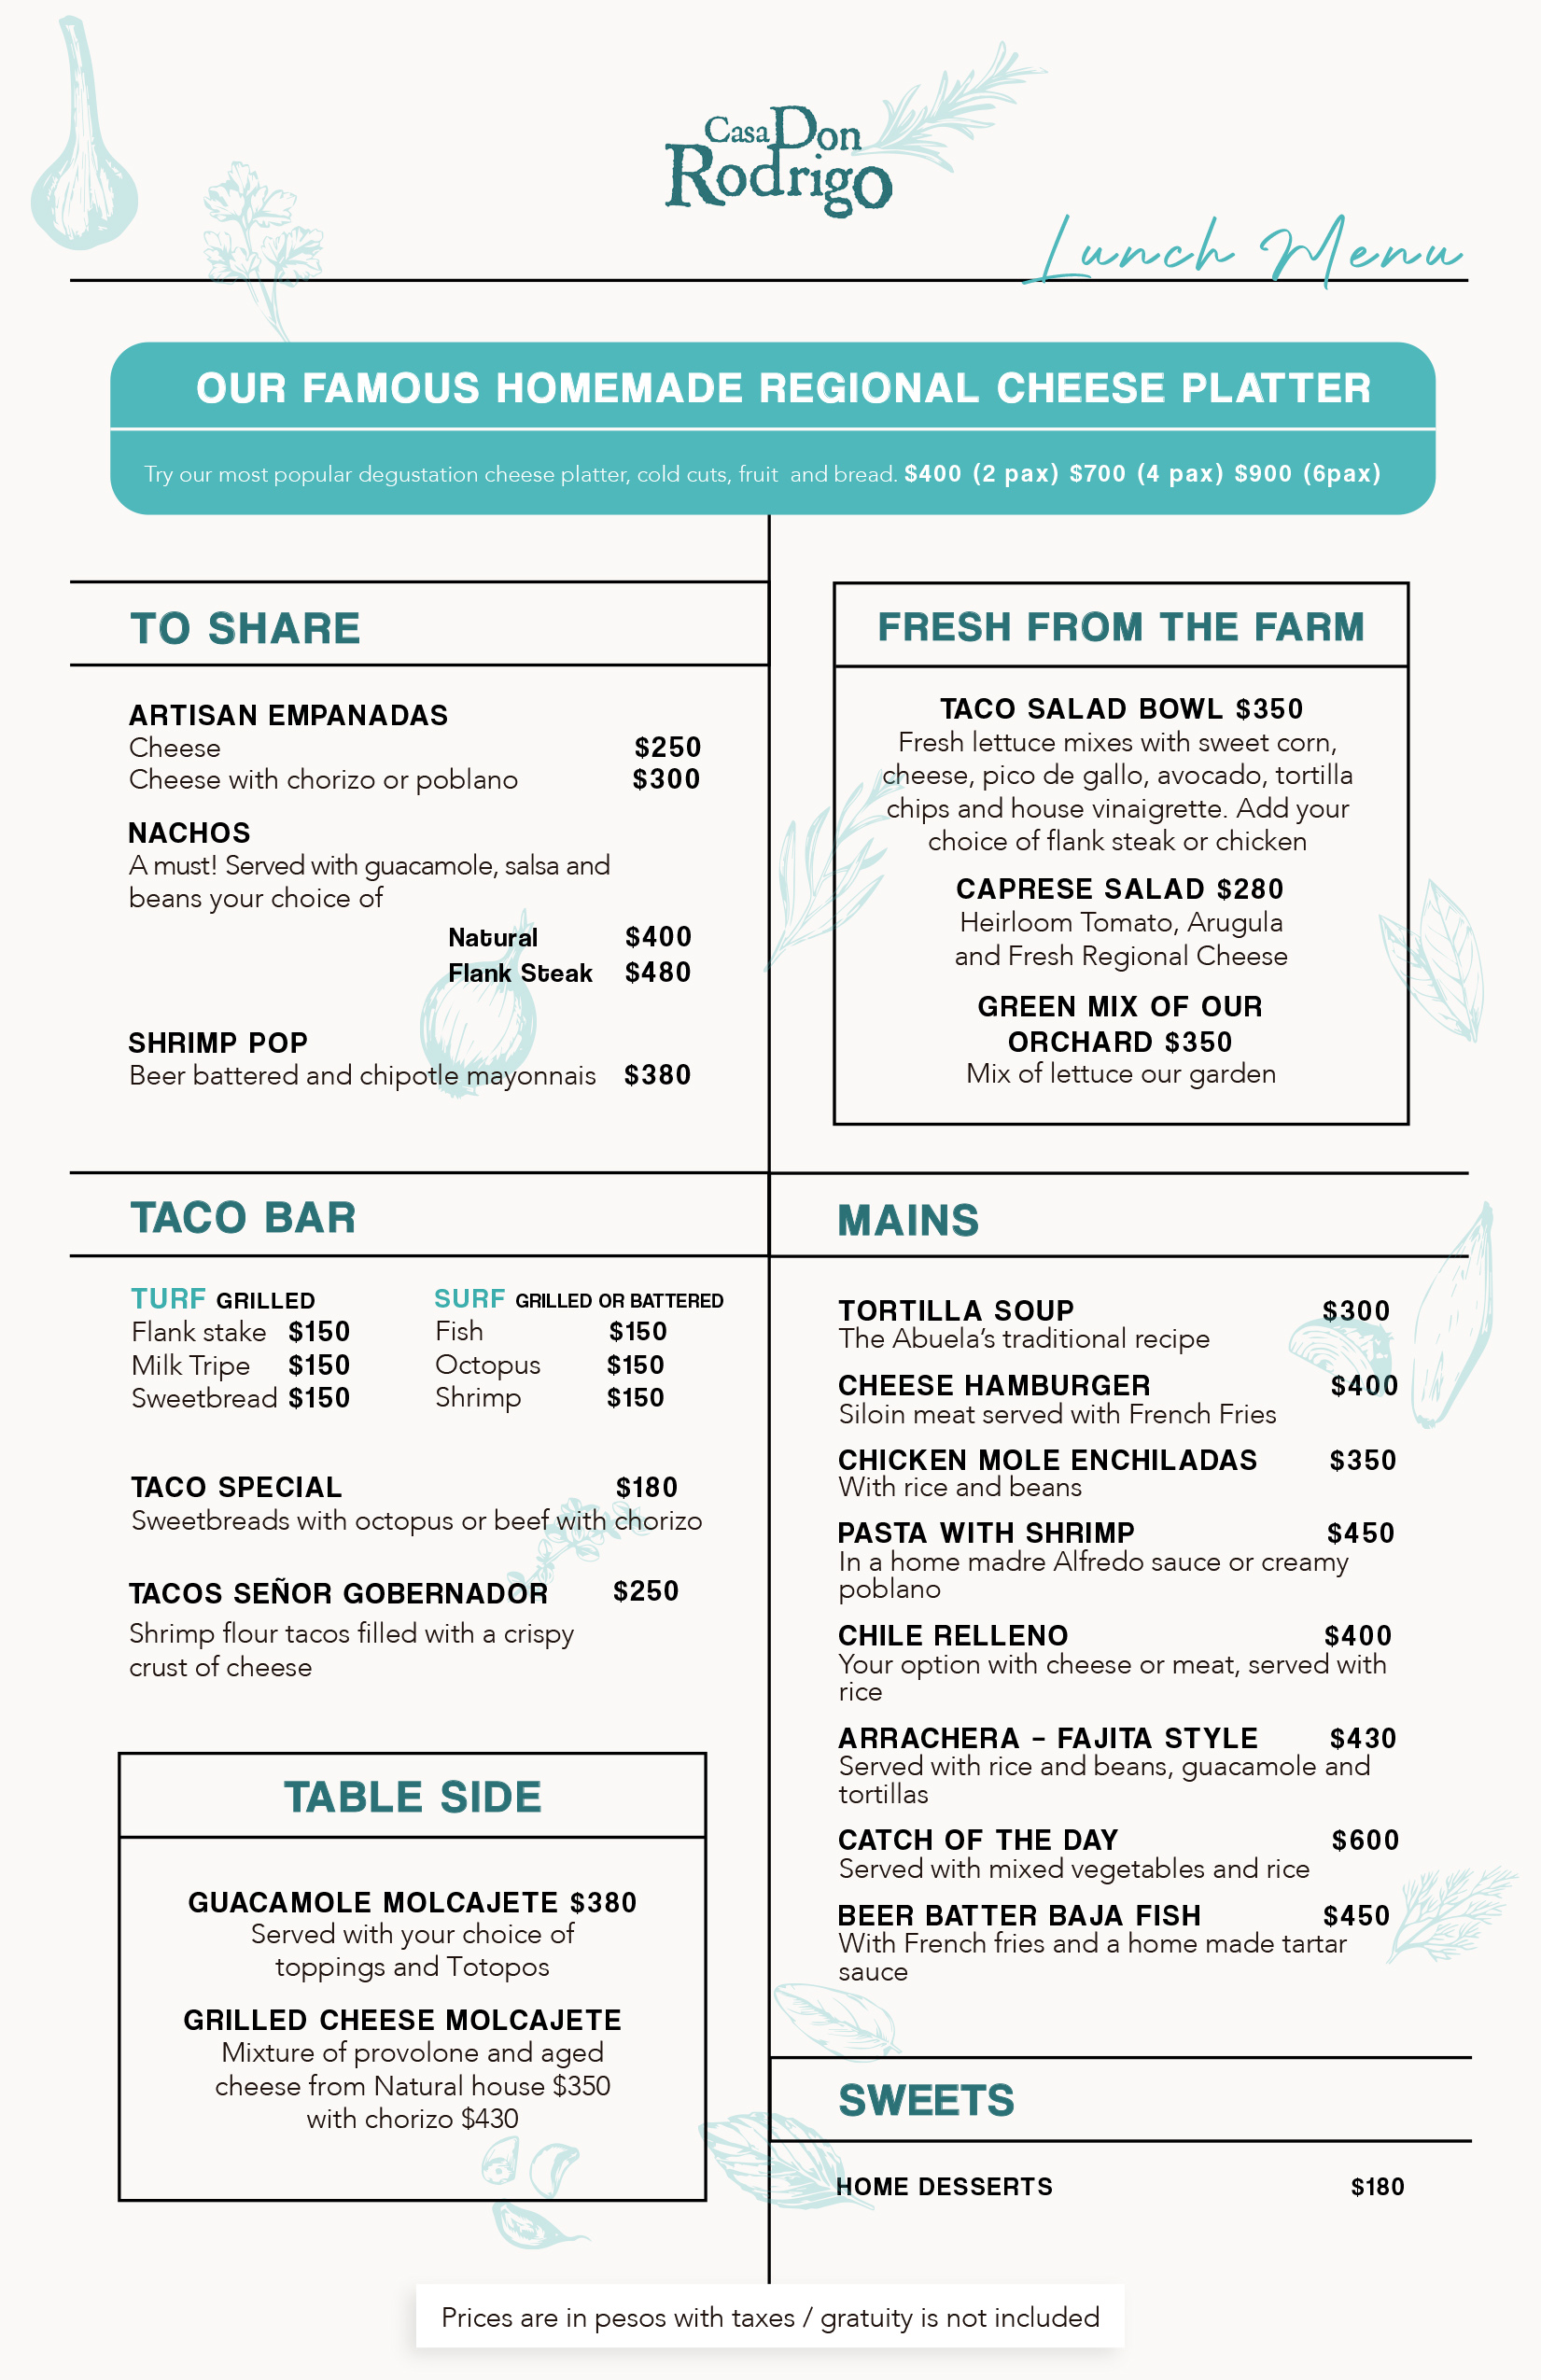 Casa Don
Rodrigo
Lunch Menu
OUR FAMOUS HOMEMADE REGIONAL CHEESE PLATTER
Try our most popular degustation cheese platter, cold cuts, fruit and bread. $400 (2 pax) $700 (4 pax) $900 (6pax)
TO SHARE
ARTISAN EMPANADAS
Cheese $250
Cheese with chorizo or poblano $300
NACHOS
A must! Served with guacamole, salsa and
beans your choice of
Natural $400
Flank Steak $480
SHRIMP POP
Beer battered and chipotle mayonnais $380
FRESH FROM THE FARM
TACO SALAD BOWL $350
Fresh lettuce mixes with sweet corn,
cheese, pico de gallo, avocado, tortilla
chips and house vinaigrette. Add your
choice of flank steak or chicken
CAPRESE SALAD $280
Heirloom Tomato, Arugula
and Fresh Regional Cheese
GREEN MIX OF OUR
ORCHARD $350
Mix of lettuce our garden
TACO BAR
TURF GRILLED
Flank stake $150
Milk Tripe $150
Sweetbread $150
SURF GRILLED OR BATTERED
Fish $150
Octopus $150
Shrimp $150
TACO SPECIAL $180
Sweetbreads with octopus or beef with chorizo
TACOS SEÑOR GOBERNADOR $250
Shrimp flour tacos filled with a crispy
crust of cheese
TABLE SIDE
GUACAMOLE MOLCAJETE $380
Served with your choice of
toppings and Totopos
GRILLED CHEESE MOLCAJETE
Mixture of provolone and aged
cheese from Natural house $350
with chorizo $430
MAINS
TORTILLA SOUP $300
The Abuela’s traditional recipe
CHEESE HAMBURGER $400
Siloin meat served with French Fries
CHICKEN MOLE ENCHILADAS $350
With rice and beans
PASTA WITH SHRIMP $450
In a home madre Alfredo sauce or creamy
poblano
CHILE RELLENO $400
Your option with cheese or meat, served with
rice
ARRACHERA – FAJITA STYLE $430
Served with rice and beans, guacamole and
tortillas
CATCH OF THE DAY $600
Served with mixed vegetables and rice
BEER BATTER BAJA FISH $450
With French fries and a home made tartar
sauce
SWEETS
HOME DESSERTS $180
Prices are in pesos with taxes / gratuity is not included